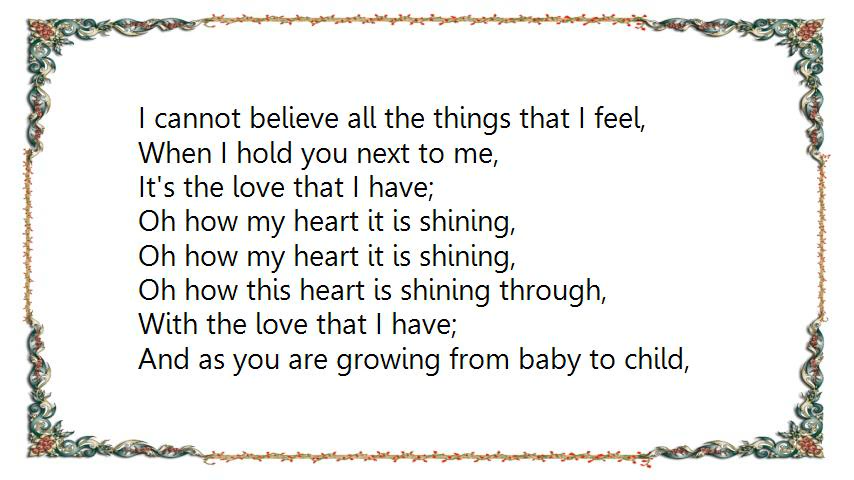 I cannot believe all the things that I feel,
When I hold you next to me,
It's the love that I have;
Oh how my heart it is shining,
Oh how my heart it is shining,
Oh how this heart is shining through,
With the love that I have;
And as you are growing from baby to child,